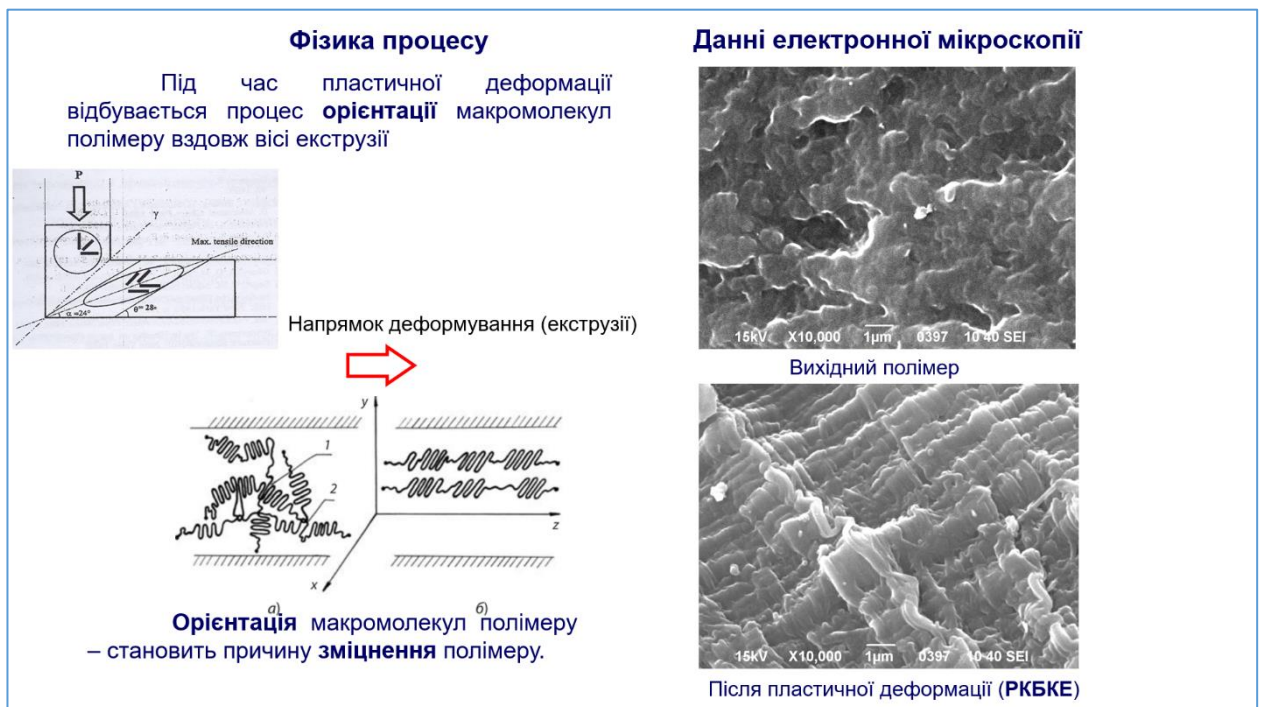 Фізика процесу
Під час пластичної деформації
відбувається процес орієнтації макромолекул
полімеру вздовж вісі екструзії
P
γ
Max. tensile direction
α =24°
θ= 28°
Напрямок деформування (екструзії)
y
1
2
z
x
а)
б)
Орієнтація макромолекул полімеру
– становить причину зміцнення полімеру.
Данні електронної мікроскопії
15kV X10,000 1μm 0397 10 40 SEI
Вихідний полімер
15kV X10,000 1μm 0397 10 40 SEI
Після пластичної деформації (РКБКЕ)